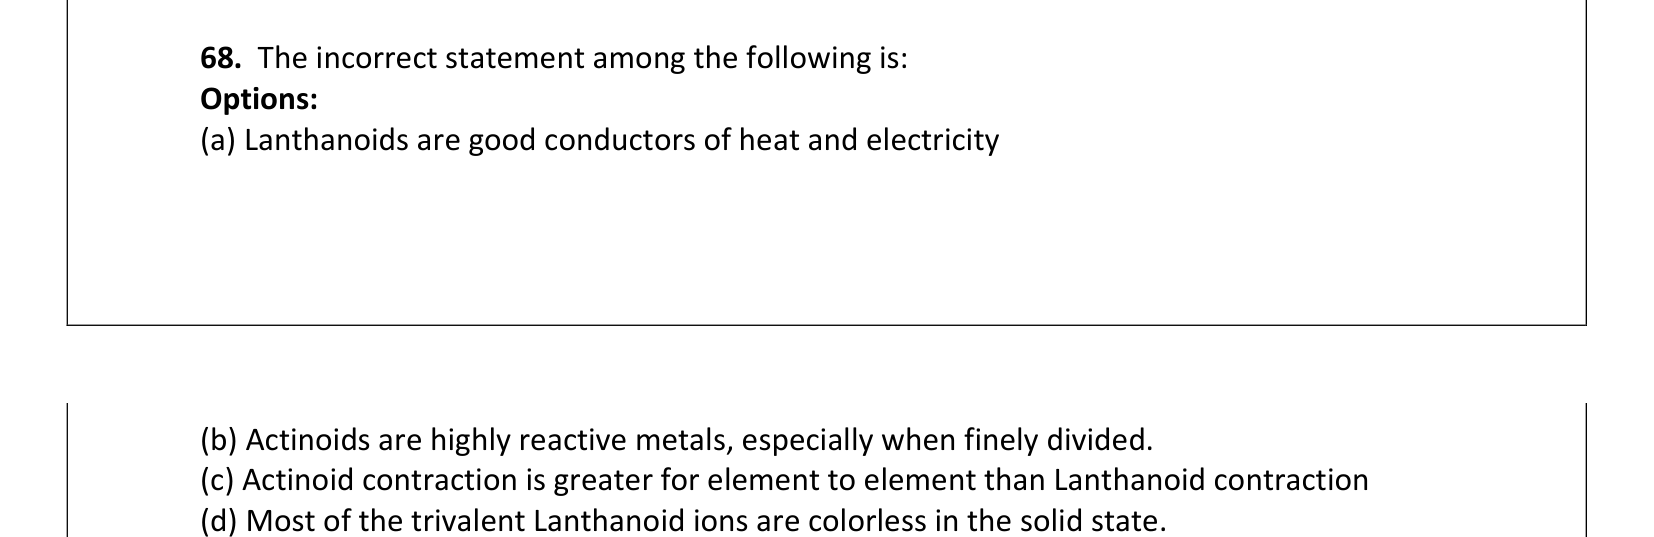 68. The incorrect statement among the following is:
Options:
(a) Lanthanoids are good conductors of heat and electricity
(b) Actinoids are highly reactive metals, especially when finely divided.
(c) Actinoid contraction is greater for element to element than Lanthanoid contraction
(d) Most of the trivalent Lanthanoid ions are colorless in the solid state.